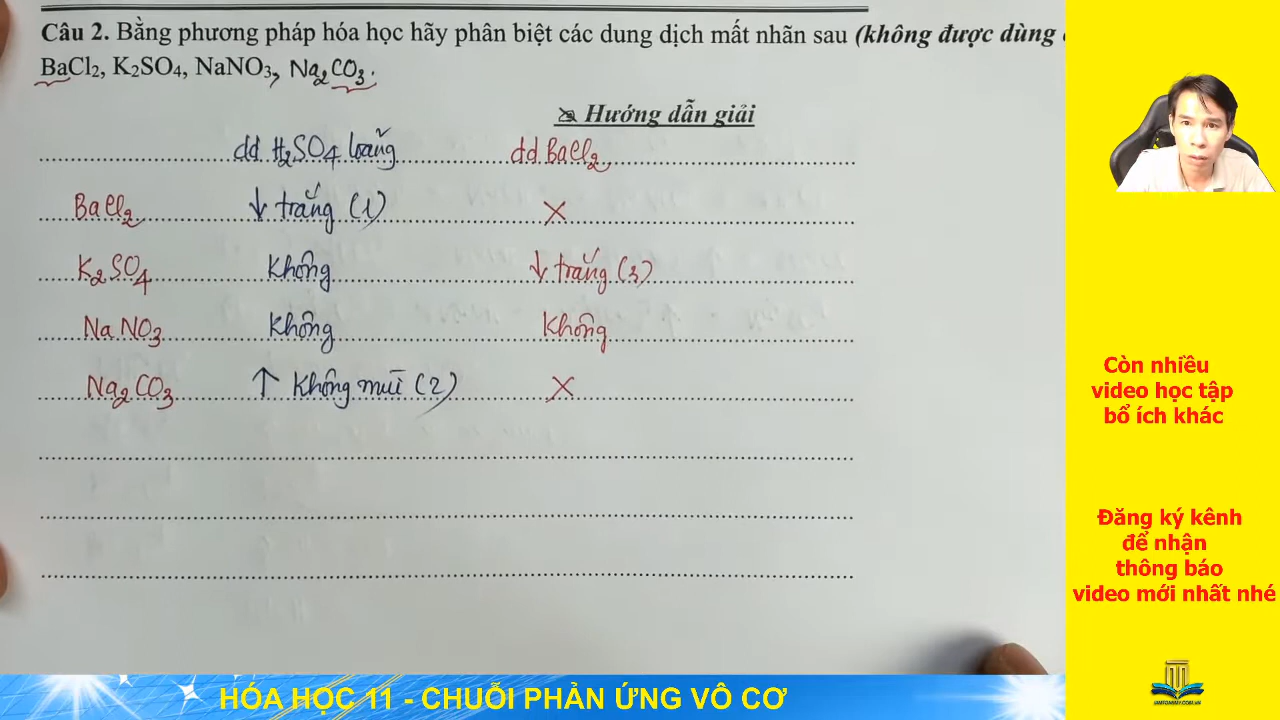 Câu 2. Bằng phương pháp hóa học hãy phân biệt các dung dịch mất nhãn sau (không được dùng
BaCl2, K2SO4, NaNO3, Na2CO3.
Hướng dẫn giải
dd H2SO4 loãng dd BaCl2
BaCl2 ↓ trắng (1) X
K2SO4 Không ↓ trắng (3)
NaNO3 Không Không
Na2CO3 ↑ Không mùi (2) X
Còn nhiều
video học tập
bổ ích khác
Đăng ký kênh
để nhận
thông báo
video mới nhất nhé
HÓA HỌC 11 - CHUỖI PHẢN ỨNG VÔ CƠ